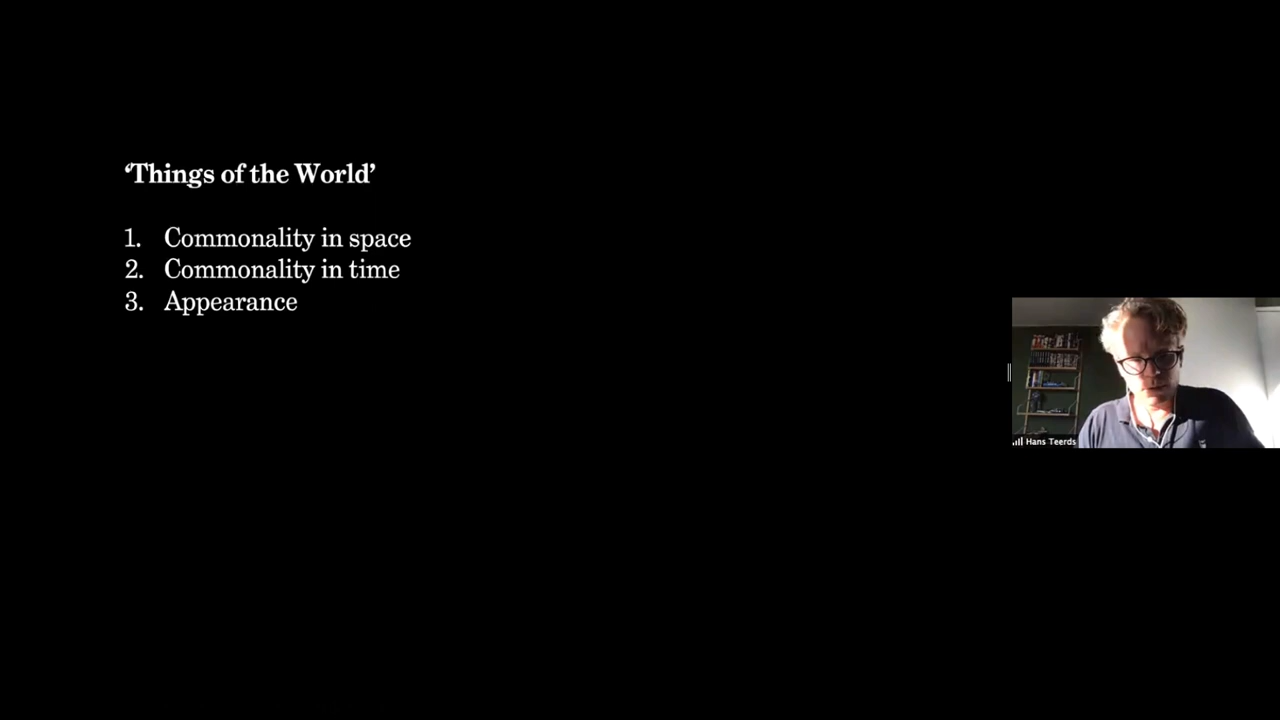 ‘Things of the World’
1. Commonality in space
2. Commonality in time
3. Appearance
Hans Teerds